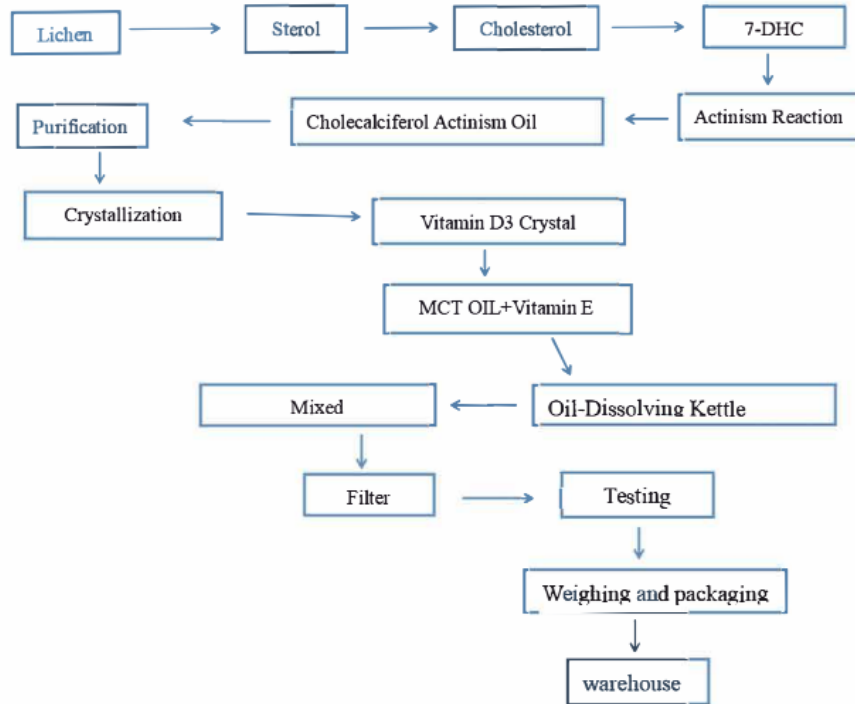 Lichen
Sterol
Cholesterol
7-DHC
Actinism Reaction
Cholecalciferol Actinism Oil
Purification
Crystallization
Vitamin D3 Crystal
MCT OIL+Vitamin E
Oil-Dissolving Kettle
Mixed
Filter
Testing
Weighing and packaging
warehouse